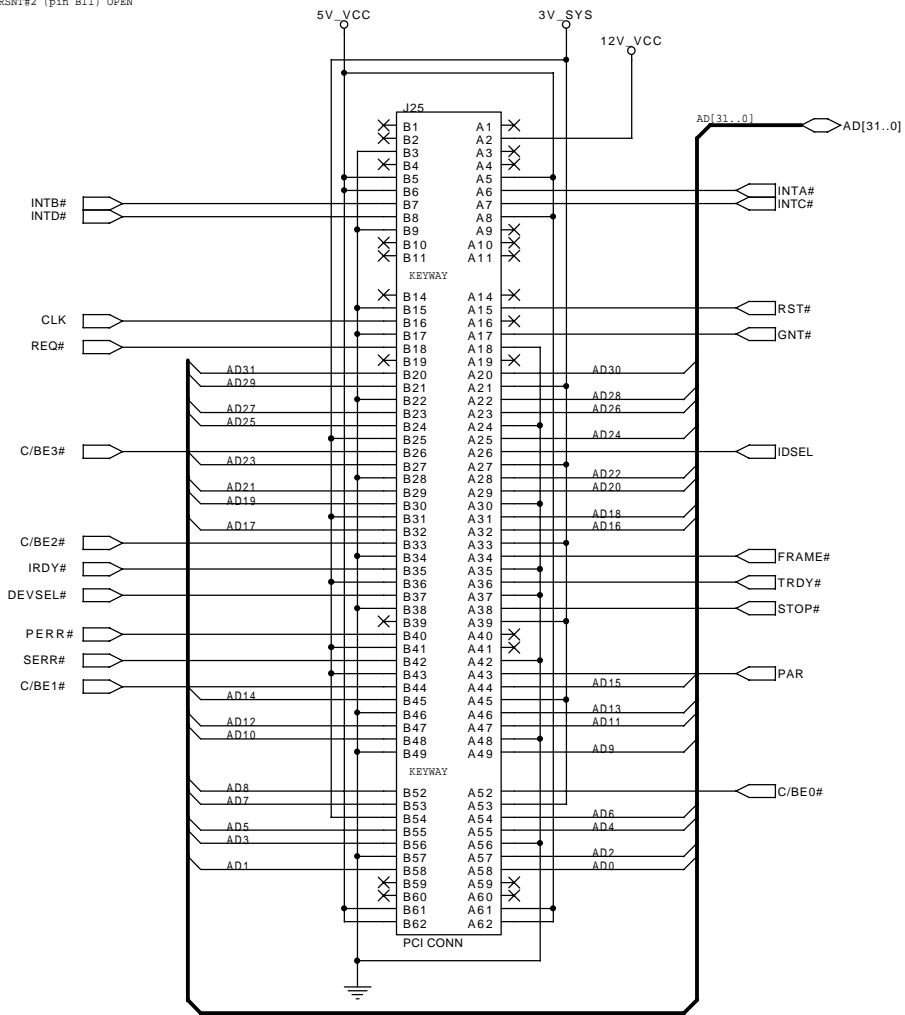 RSNT#2 (pin B11) OPEN
5V_VCC 3V_SYS
12V_VCC
J25
AD[31..0]
B1 A1 AD[31..0]
B2 A2
B3 A3
B4 A4
B5 A5
B6 A6 INTA#
INTB# B7 A7 INTC#
INTD# B8 A8
B9 A9
B10 A10
B11 A11
KEYWAY
B14 A14
B15 A15 RST#
CLK B16 A16
B17 A17 GNT#
REQ# B18 A18
B19 A19
AD31 B20 A20 AD30
AD29 B21 A21
B22 A22 AD28
AD27 B23 A23 AD26
AD25 B24 A24
B25 A25 AD24
C/BE3# B26 A26 IDSEL
AD23 B27 A27
B28 A28 AD22
AD21 B29 A29 AD20
AD19 B30 A30
B31 A31 AD18
AD17 B32 A32 AD16
C/BE2# B33 A33
B34 A34 FRAME#
IRDY# B35 A35
B36 A36 TRDY#
DEVSEL# B37 A37
B38 A38 STOP#
B39 A39
PERR# B40 A40
B41 A41
SERR# B42 A42
B43 A43 PAR
C/BE1# B44 A44 AD15
AD14 B45 A45
B46 A46 AD13
AD12 B47 A47 AD11
AD10 B48 A48
B49 A49 AD9
KEYWAY
AD8 B52 A52 C/BE0#
AD7 B53 A53
B54 A54 AD6
AD5 B55 A55 AD4
AD3 B56 A56
B57 A57 AD2
AD1 B58 A58 AD0
B59 A59
B60 A60
B61 A61
B62 A62
PCI CONN